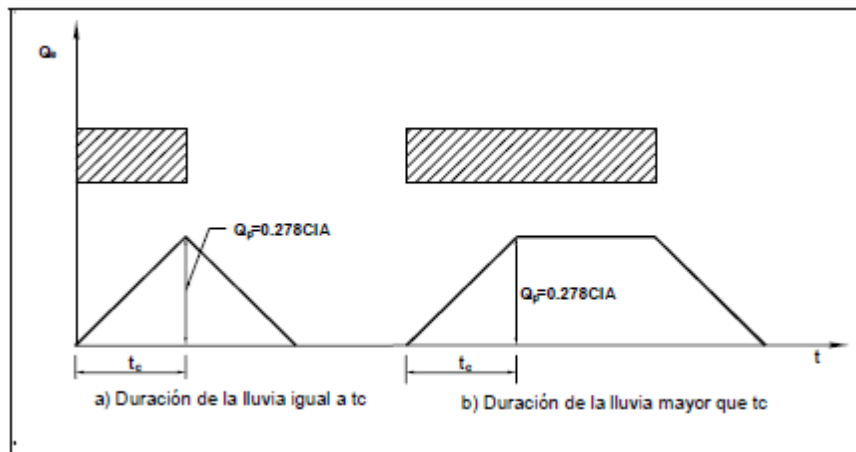 Qe
Qp=0.278CIA
Qp=0.278CIA
tc
tc
t
a) Duración de la lluvia igual a tc
b) Duración de la lluvia mayor que tc